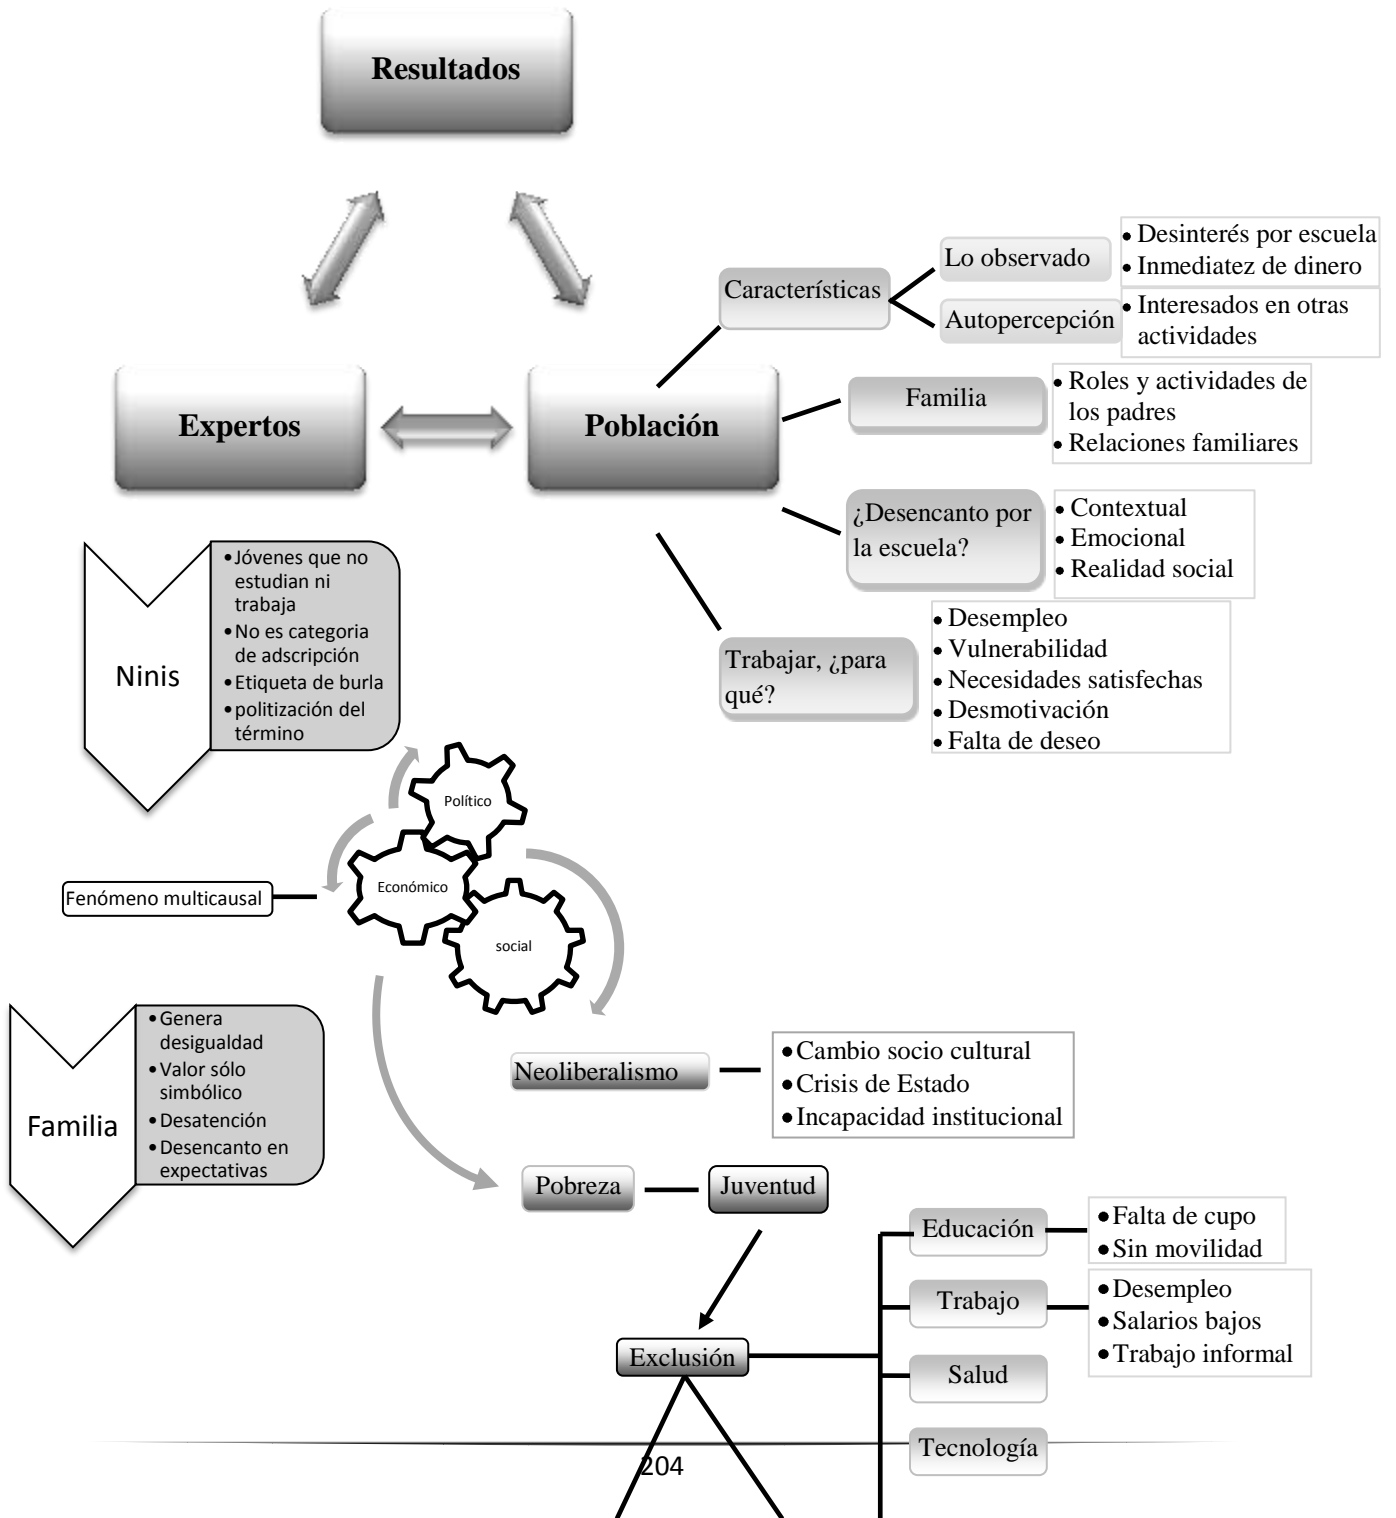 Resultados
Expertos
Población
Características
Lo observado
• Desinterés por escuela
• Inmediatez de dinero
Autopercepción
• Interesados en otras
actividades
Familia
• Roles y actividades de
los padres
• Relaciones familiares
¿Desencanto por
la escuela?
• Contextual
• Emocional
• Realidad social
Trabajar, ¿para
qué?
• Desempleo
• Vulnerabilidad
• Necesidades satisfechas
• Desmotivación
• Falta de deseo
Ninis
• Jóvenes que no
estudian ni
trabaja
• No es categoria
de adscripción
• Etiqueta de burla
• politización del
término
Político
Económico
social
Fenómeno multicausal
Familia
• Genera
desigualdad
• Valor sólo
simbólico
• Desatención
• Desencanto en
expectativas
Neoliberalismo
• Cambio socio cultural
• Crisis de Estado
• Incapacidad institucional
Pobreza
Juventud
Exclusión
Educación
• Falta de cupo
• Sin movilidad
Trabajo
• Desempleo
• Salarios bajos
• Trabajo informal
Salud
Tecnología
204